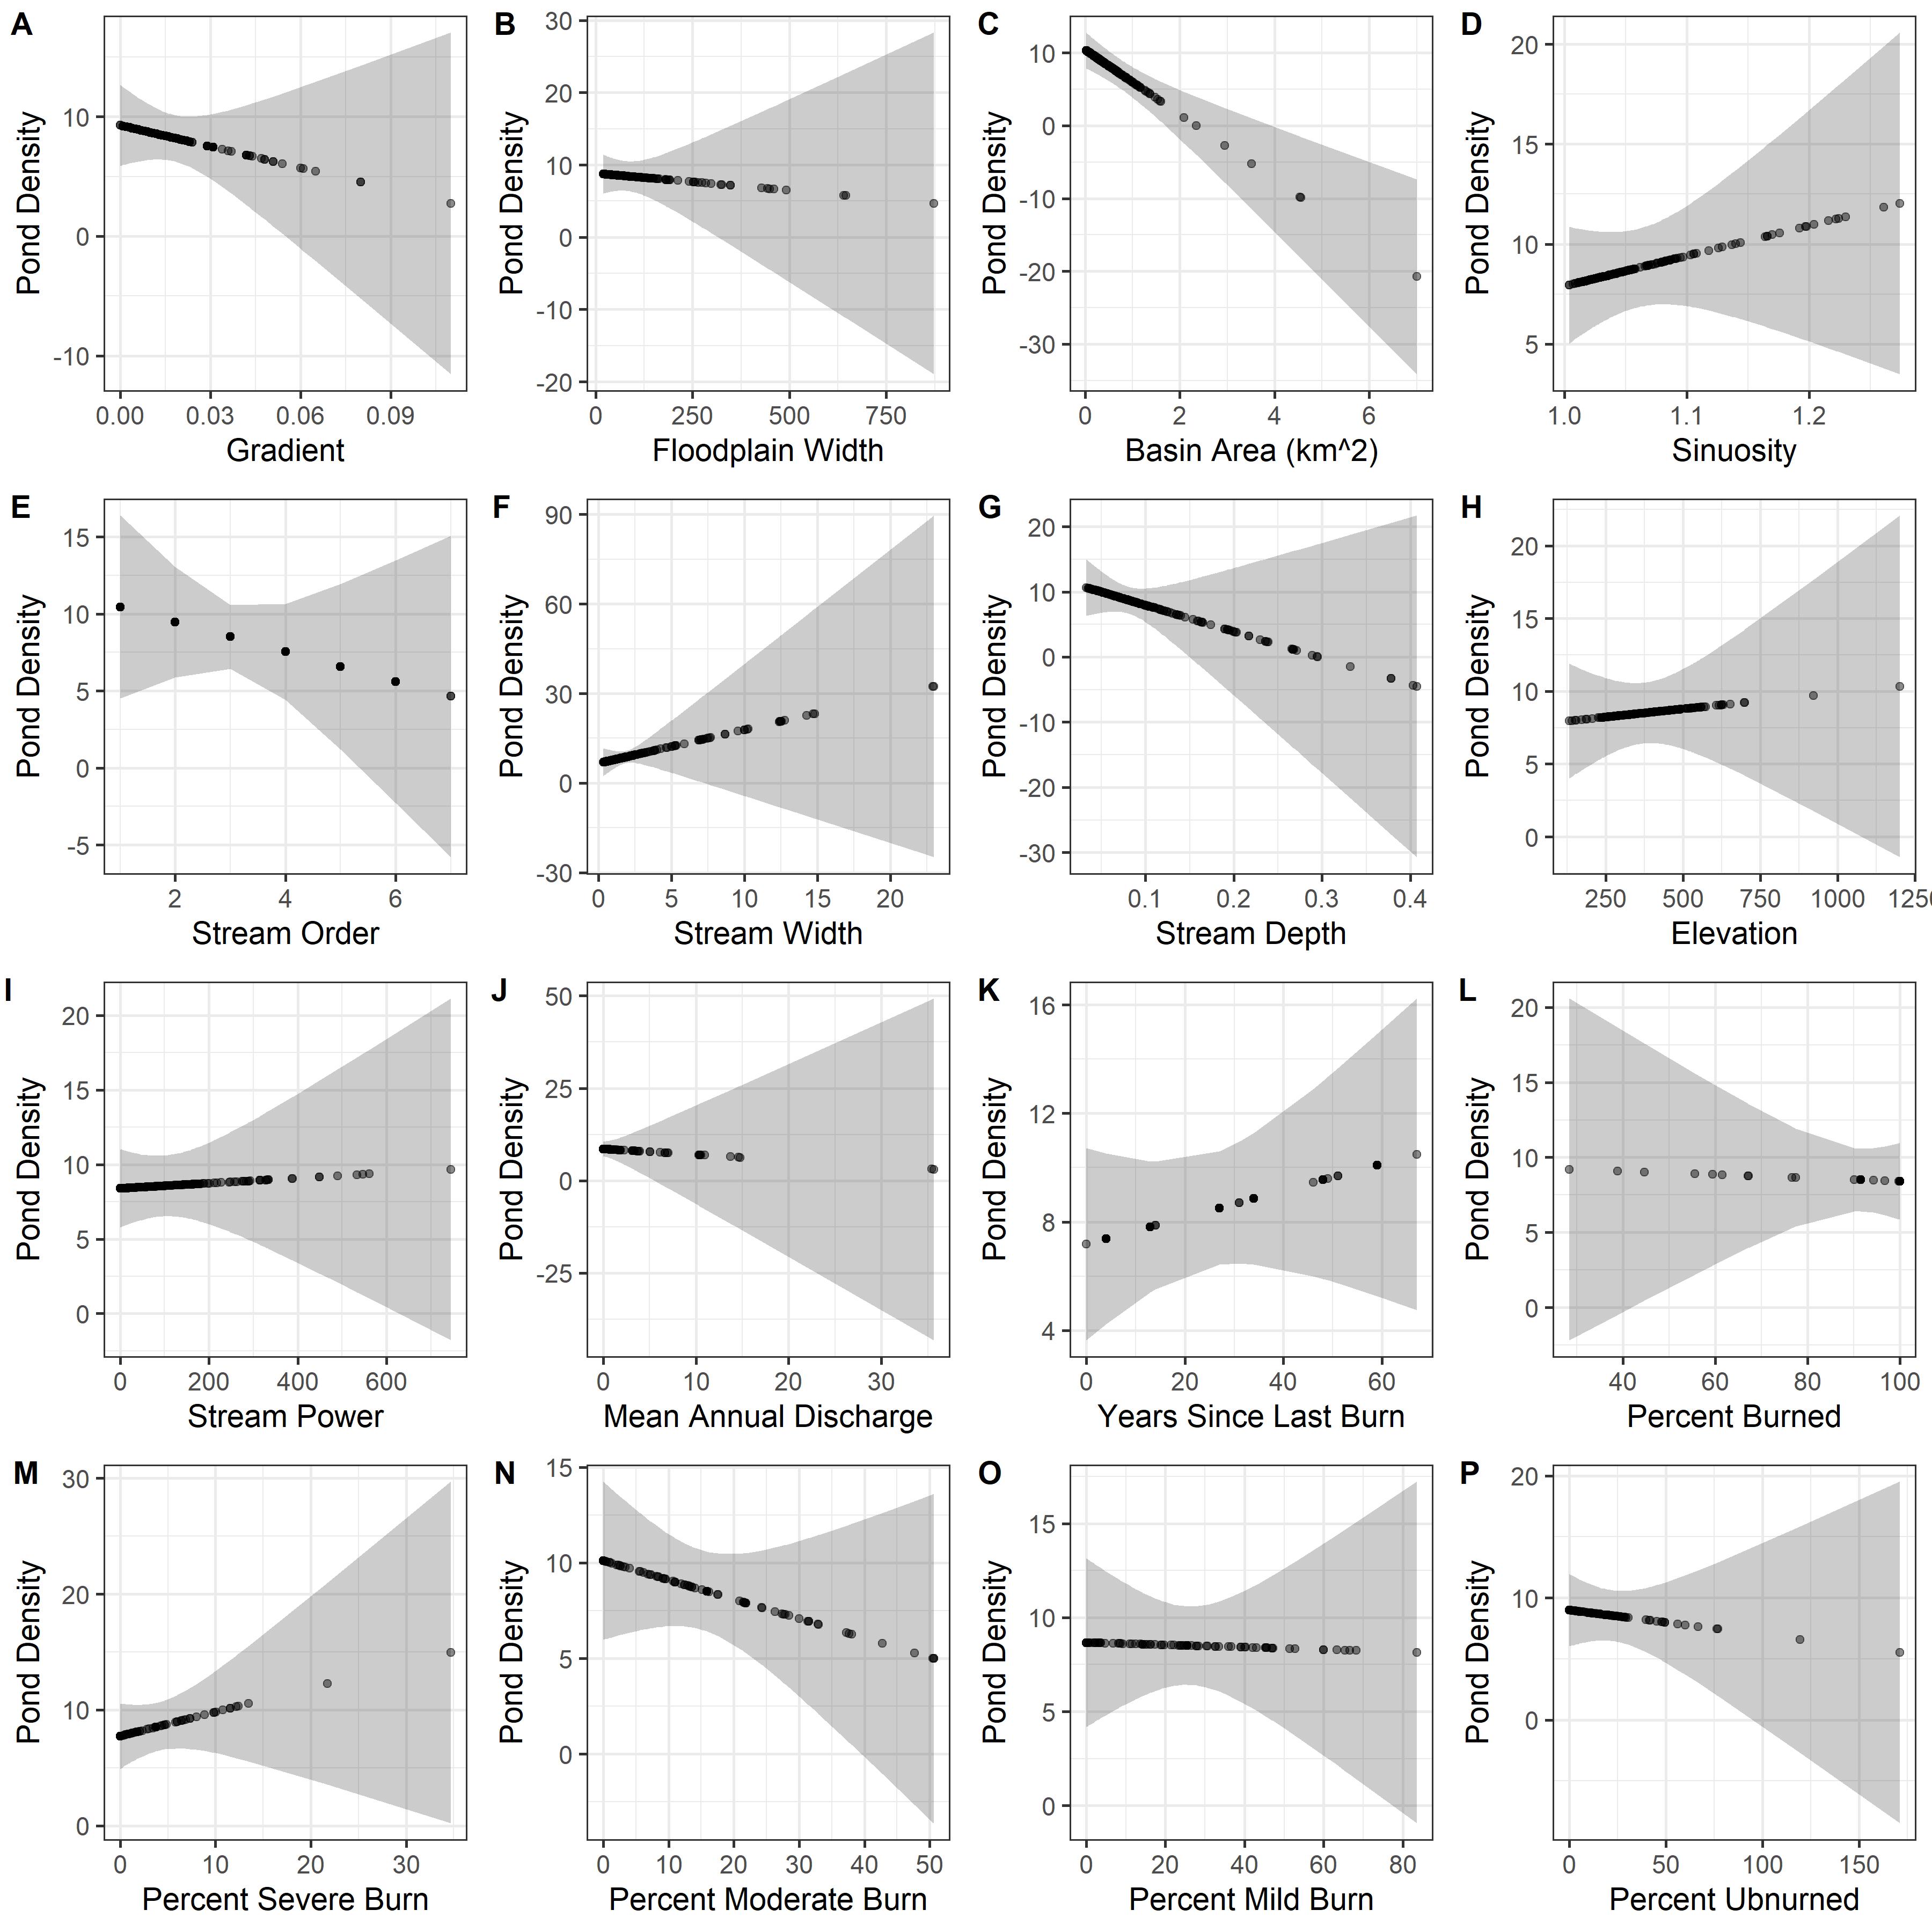 A
B
C
D
Pond Density
10
0
-10
0.00 0.03 0.06 0.09
Gradient
Pond Density
30
20
10
0
-10
-20
0 250 500 750
Floodplain Width
Pond Density
10
0
-10
-20
-30
0 2 4 6
Basin Area (km^2)
Pond Density
20
15
10
5
1.0 1.1 1.2
Sinuosity
E
F
G
H
Pond Density
15
10
5
0
-5
2 4 6
Stream Order
Pond Density
90
60
30
0
-30
0 5 10 15 20
Stream Width
Pond Density
20
10
0
-10
-20
-30
0.1 0.2 0.3 0.4
Stream Depth
Pond Density
20
15
10
5
0
250 500 750 1000 1250
Elevation
I
J
K
L
Pond Density
20
15
10
5
0
0 200 400 600
Stream Power
Pond Density
50
25
0
-25
0 10 20 30
Mean Annual Discharge
Pond Density
16
12
8
4
0 20 40 60
Years Since Last Burn
Pond Density
20
15
10
5
0
40 60 80 100
Percent Burned
M
N
O
P
Pond Density
30
20
10
0
0 10 20 30
Percent Severe Burn
Pond Density
15
10
5
0
0 10 20 30 40 50
Percent Moderate Burn
Pond Density
15
10
5
0
0 20 40 60 80
Percent Mild Burn
Pond Density
20
10
0
0 50 100 150
Percent Ubnurned